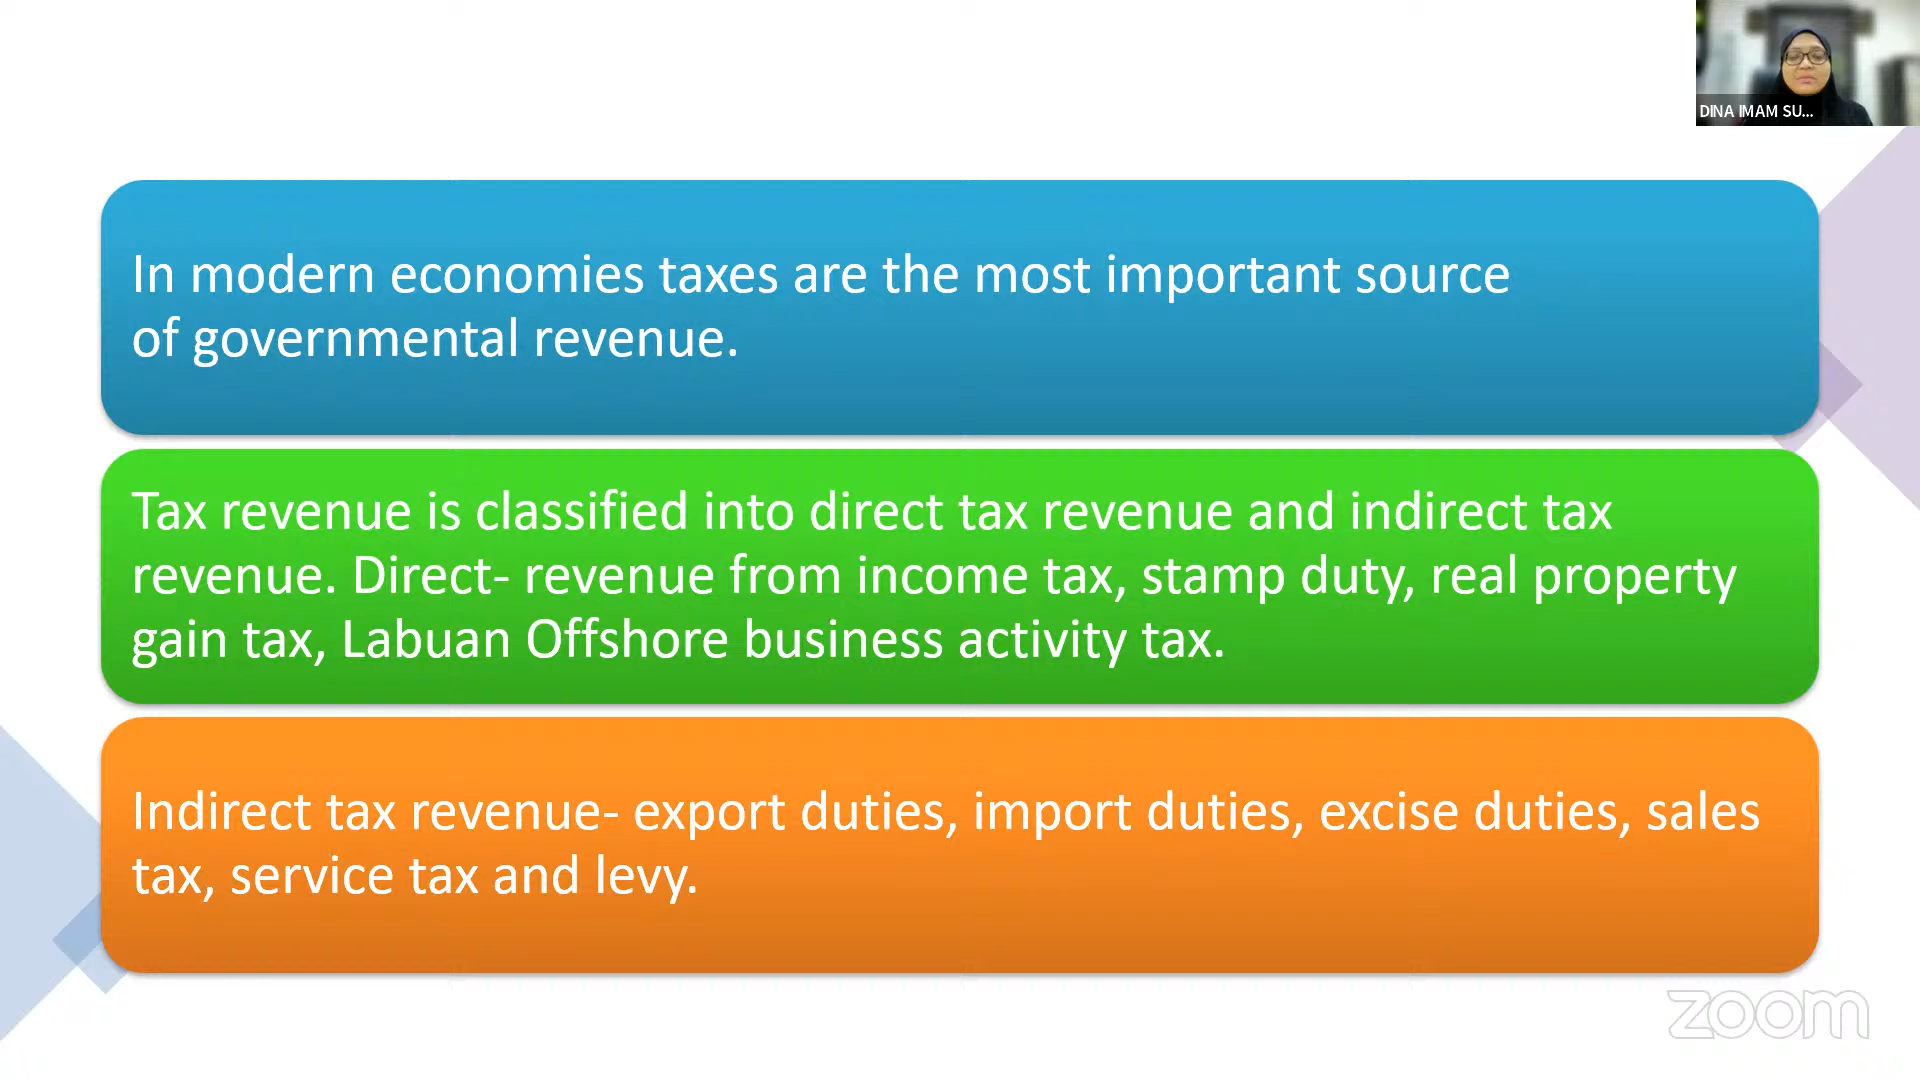 DINA IMAM SU...
In modern economies taxes are the most important source
of governmental revenue.
Tax revenue is classified into direct tax revenue and indirect tax
revenue. Direct- revenue from income tax, stamp duty, real property
gain tax, Labuan Offshore business activity tax.
Indirect tax revenue- export duties, import duties, excise duties, sales
tax, service tax and levy.
zoom